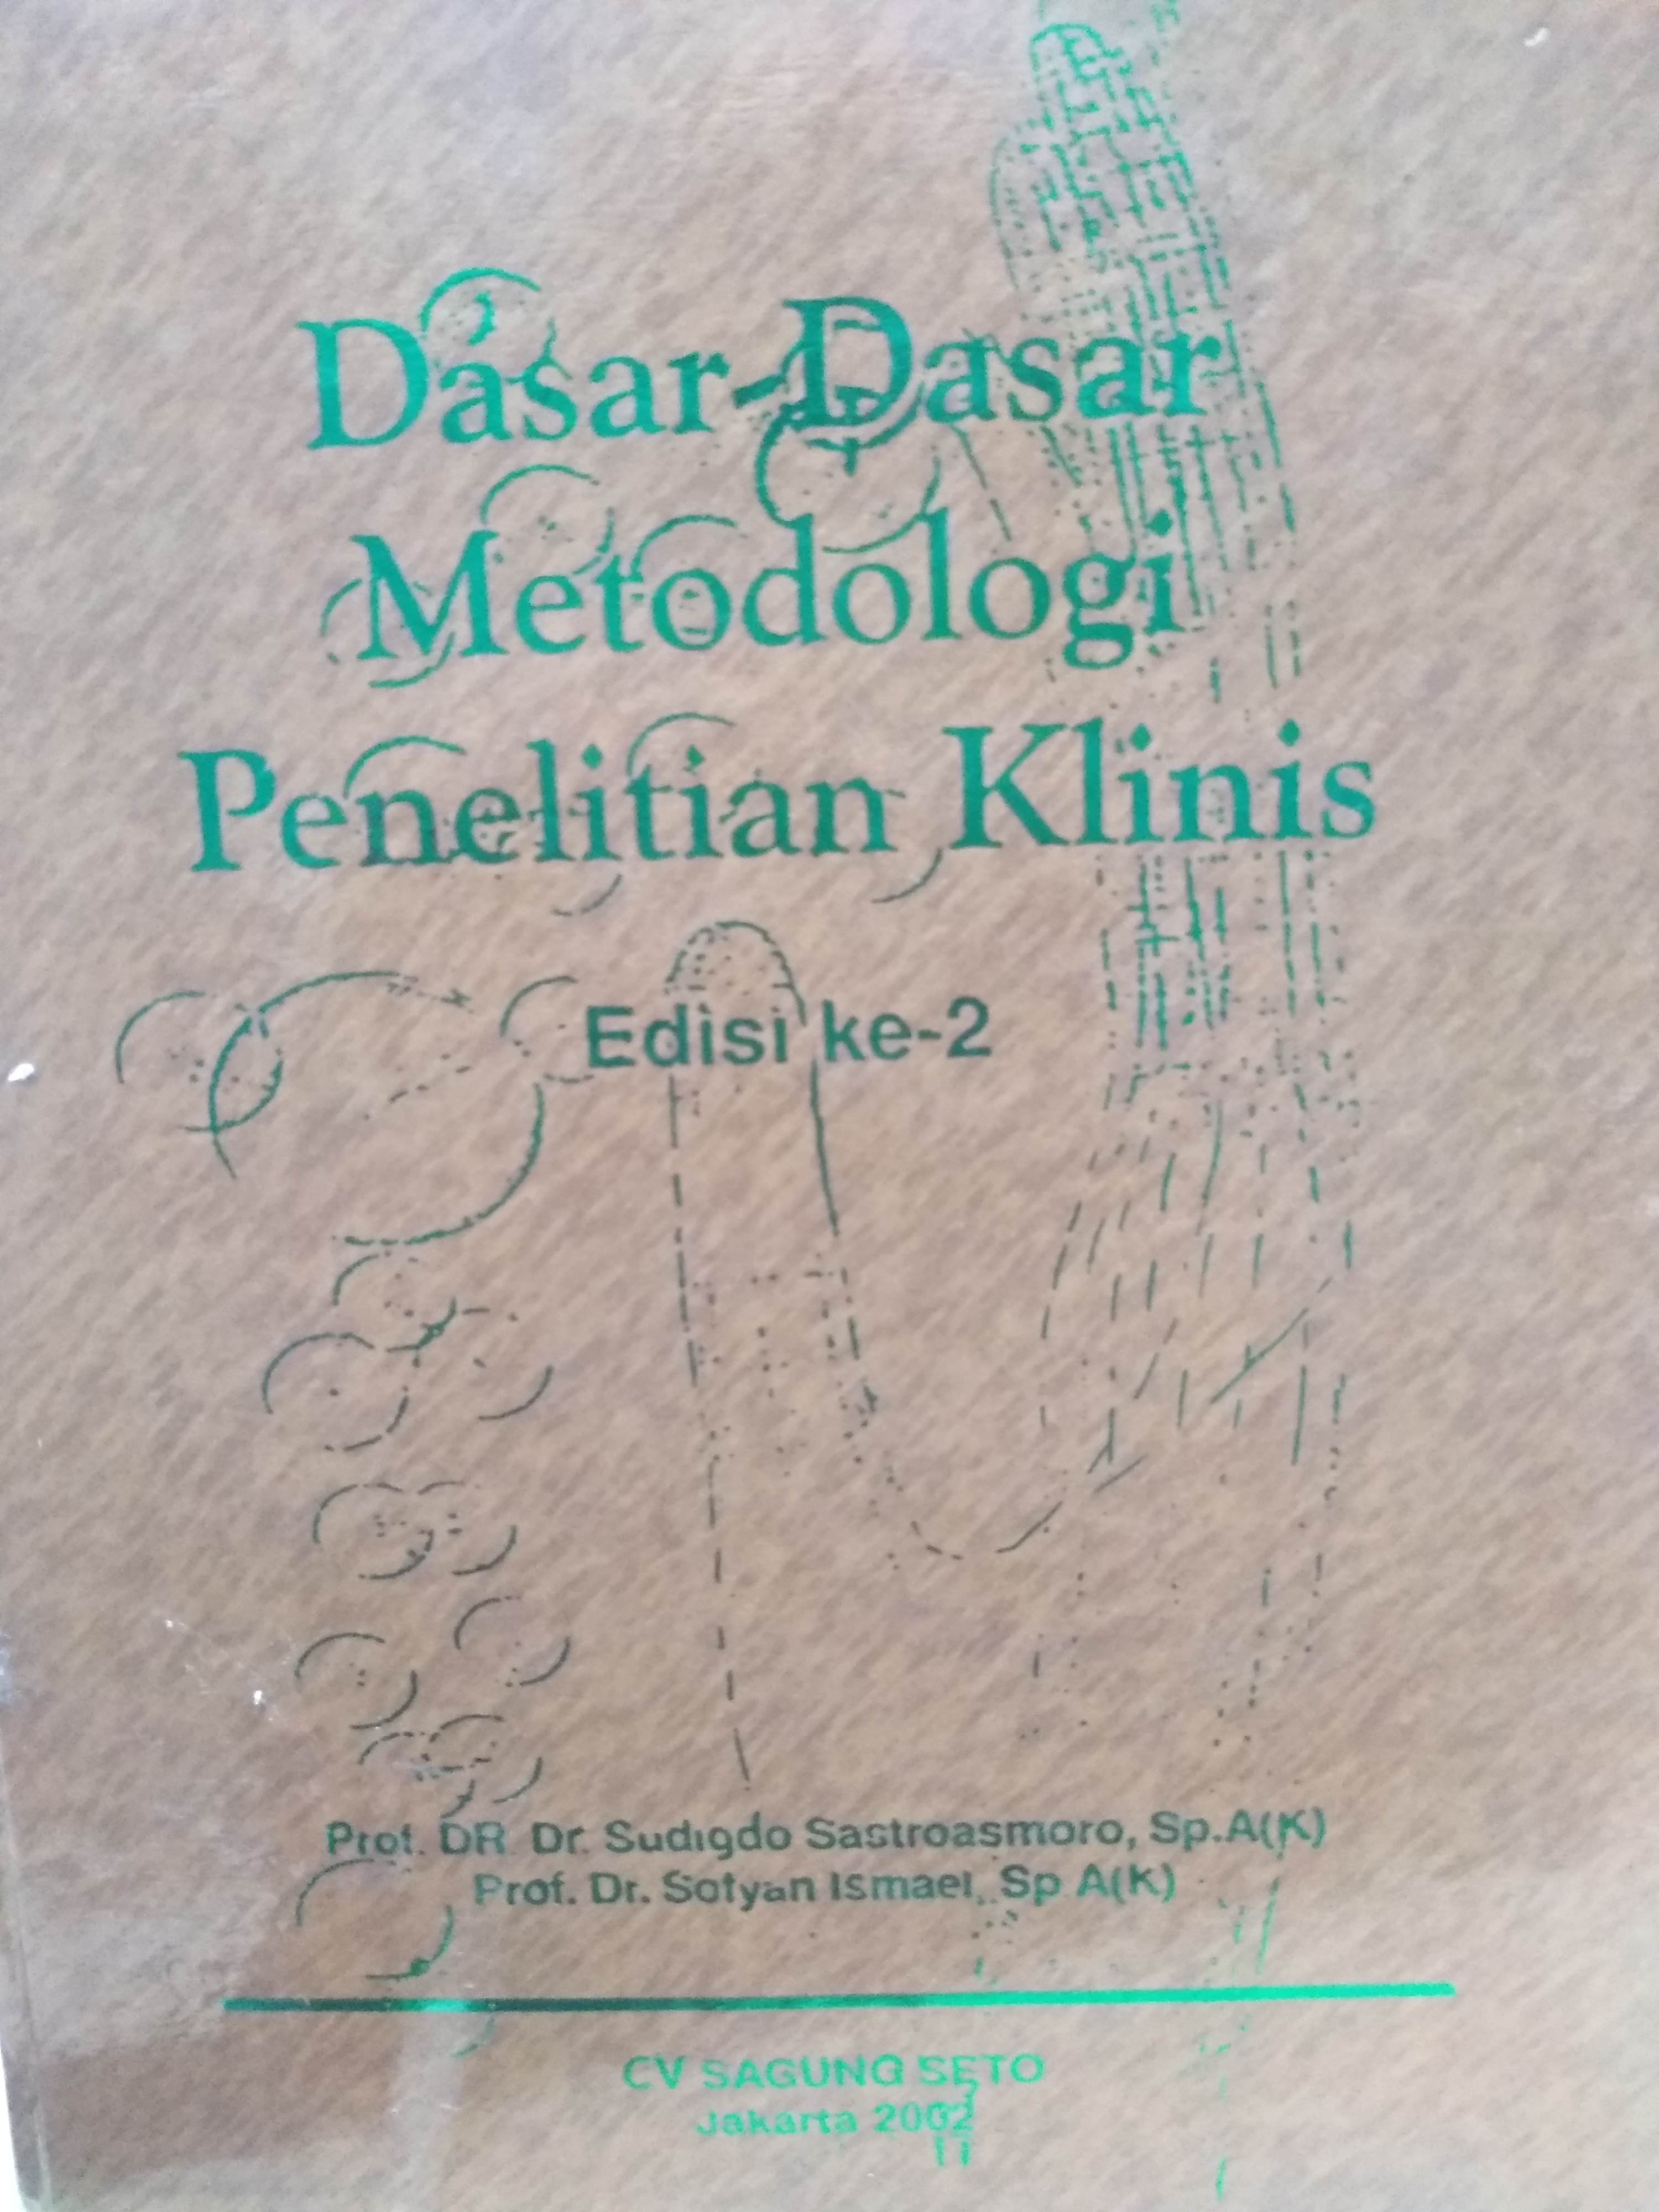 Dasar-Dasar
Metodologi
Penelitian Klinis
Edisi ke-2
Prof. DR. Dr. Sudigdo Sastroasmoro, Sp.A(K)
Prof. Dr. Sofyan Ismael, Sp A(K)
CV SAGUNG SETO
Jakarta 2002